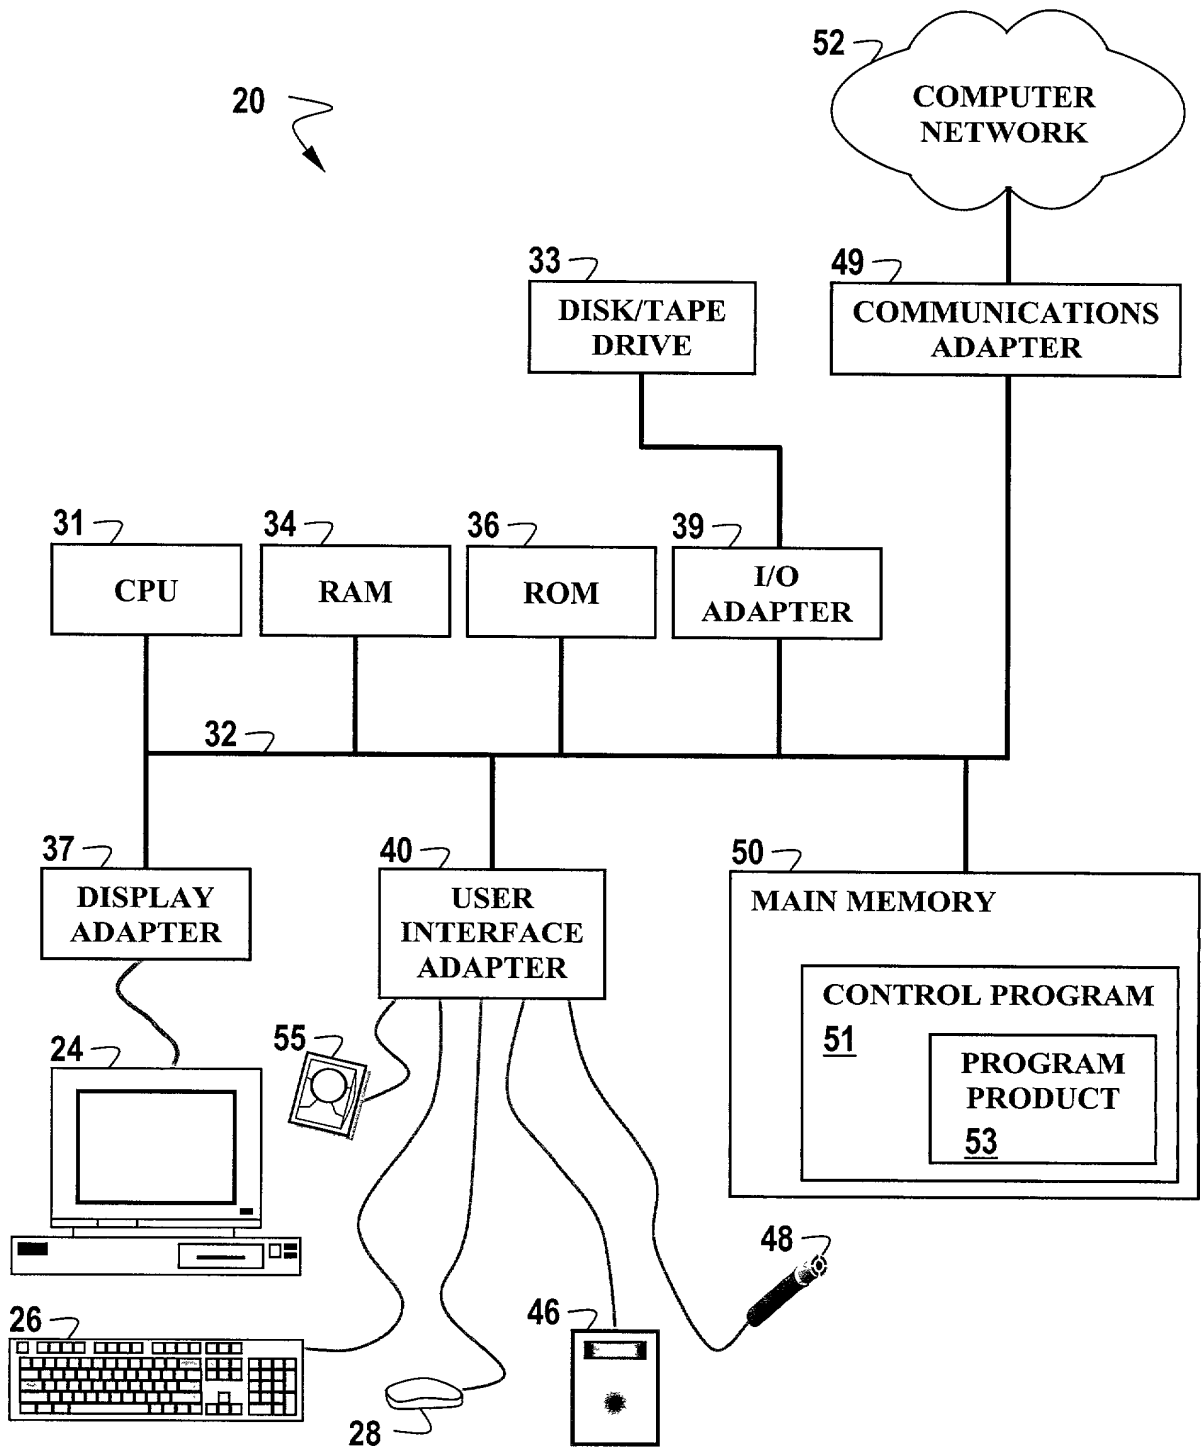 52
COMPUTER
NETWORK
20
33
DISK/TAPE
DRIVE
49
COMMUNICATIONS
ADAPTER
31
CPU
34
RAM
36
ROM
39
I/O
ADAPTER
32
37
DISPLAY
ADAPTER
40
USER
INTERFACE
ADAPTER
50
MAIN MEMORY
CONTROL PROGRAM
51
PROGRAM
PRODUCT
53
24
55
26
28
46
48